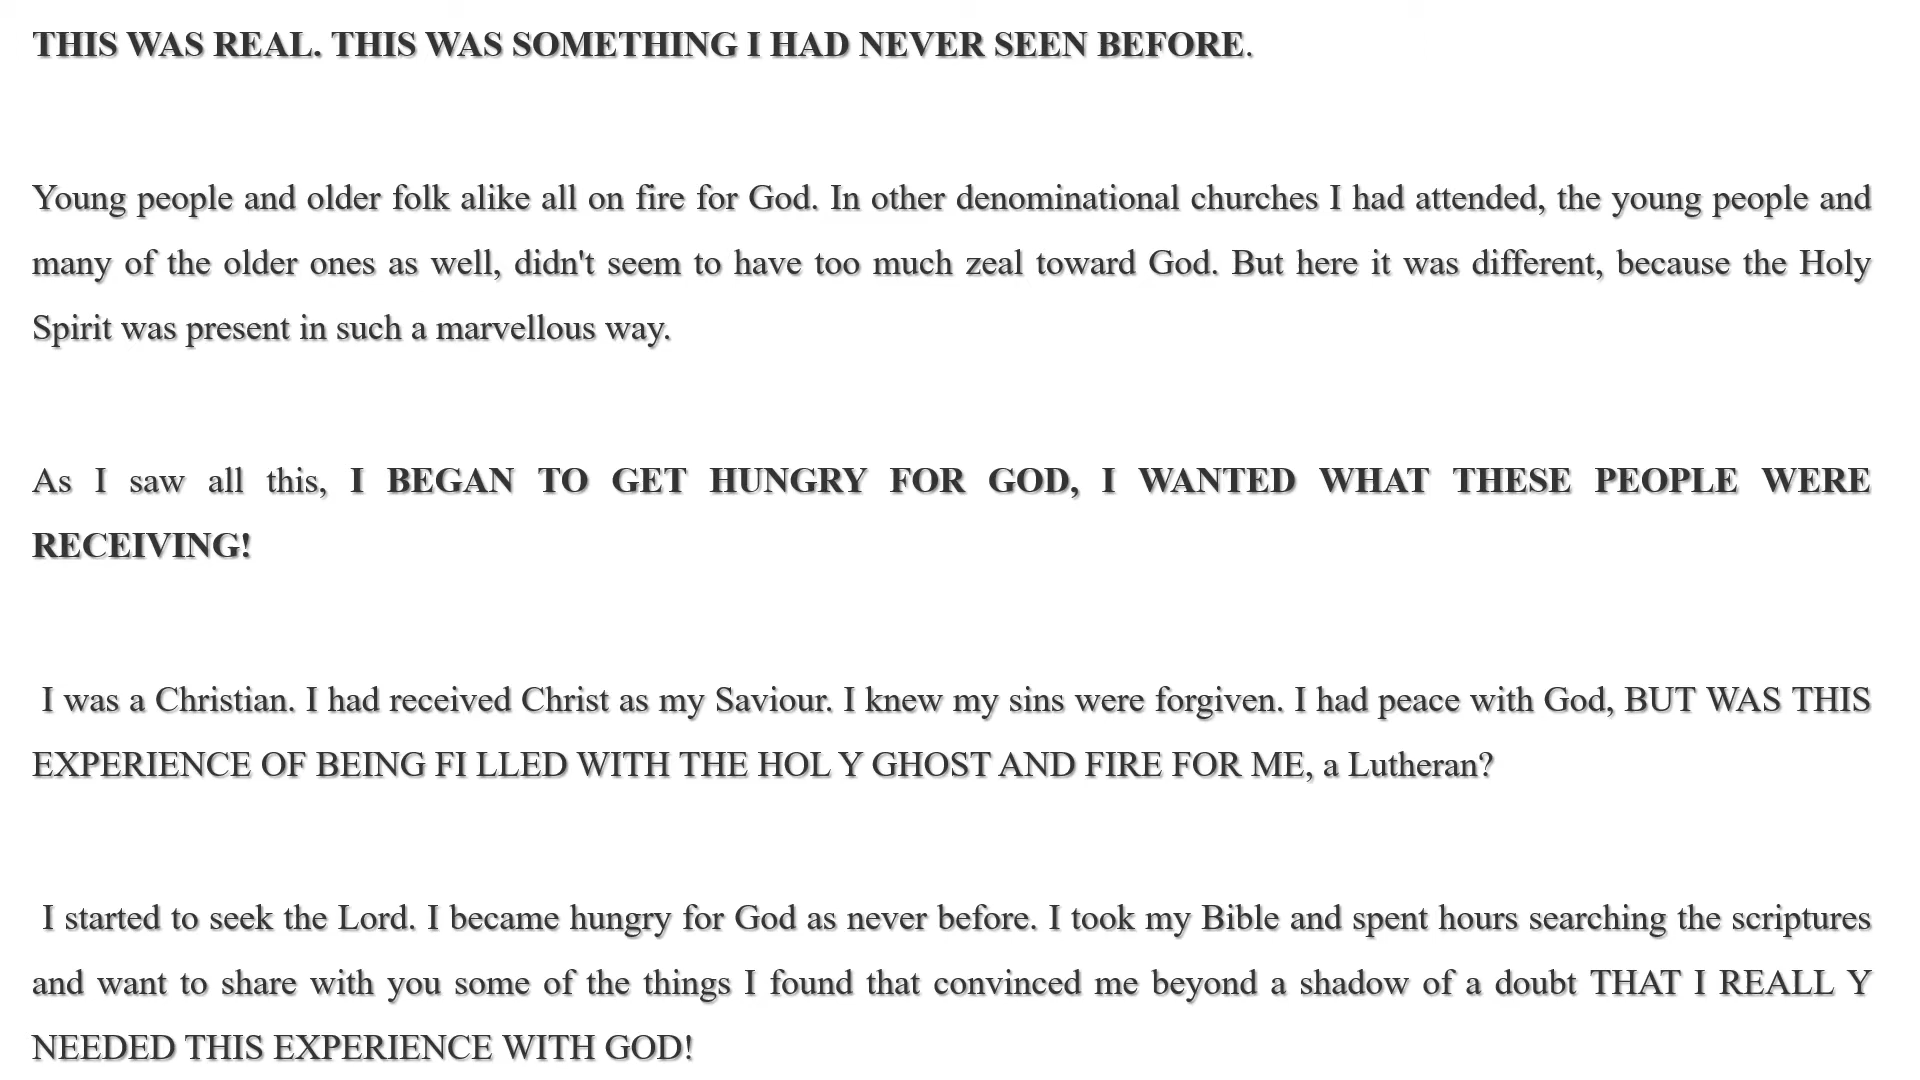 THIS WAS REAL. THIS WAS SOMETHING I HAD NEVER SEEN BEFORE.
Young people and older folk alike all on fire for God. In other denominational churches I had attended, the young people and
many of the older ones as well, didn't seem to have too much zeal toward God. But here it was different, because the Holy
Spirit was present in such a marvellous way.
As I saw all this, I BEGAN TO GET HUNGRY FOR GOD, I WANTED WHAT THESE PEOPLE WERE
RECEIVING!
I was a Christian. I had received Christ as my Saviour. I knew my sins were forgiven. I had peace with God, BUT WAS THIS
EXPERIENCE OF BEING FI LLED WITH THE HOL Y GHOST AND FIRE FOR ME, a Lutheran?
I started to seek the Lord. I became hungry for God as never before. I took my Bible and spent hours searching the scriptures
and want to share with you some of the things I found that convinced me beyond a shadow of a doubt THAT I REALL Y
NEEDED THIS EXPERIENCE WITH GOD!